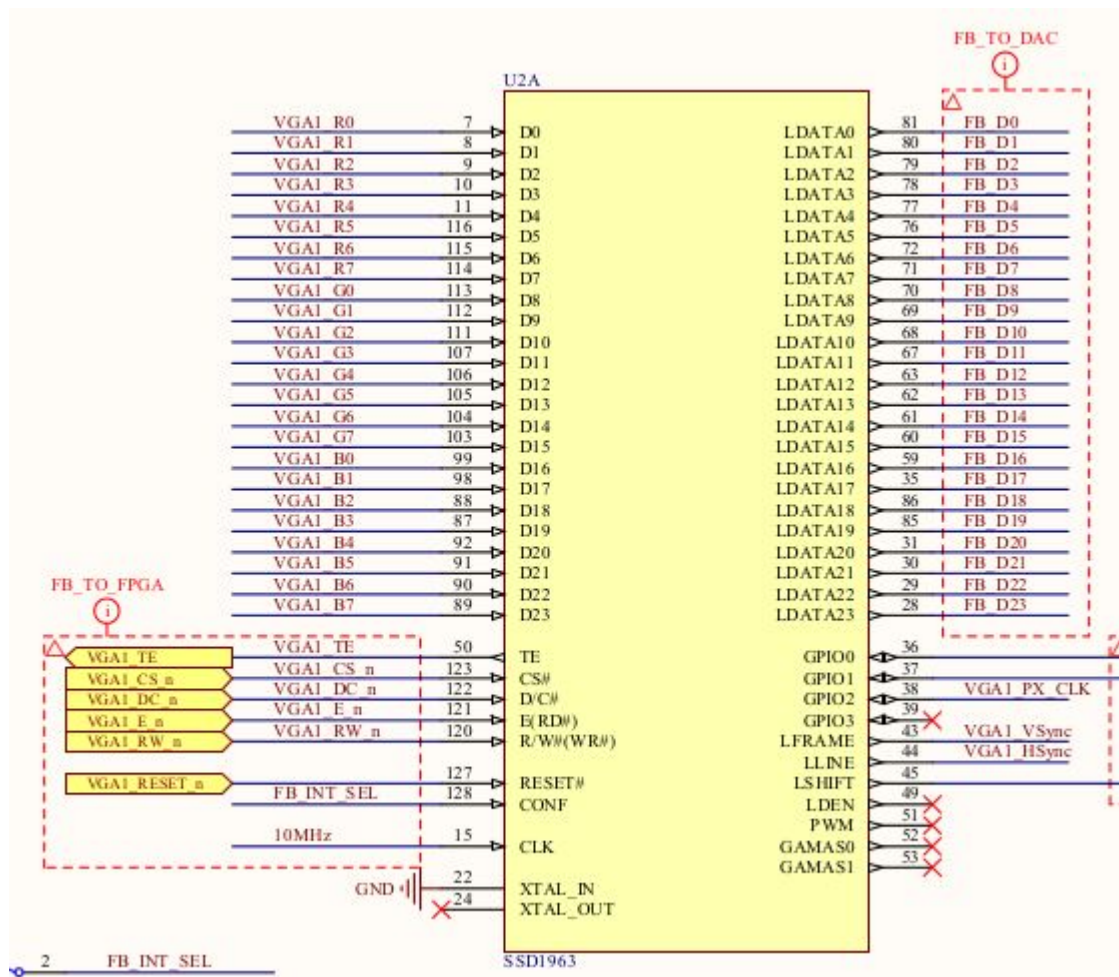 FB_TO_DAC
U2A
VGA1_R0 7 D0 LDATA0 81 FB_D0
VGA1_R1 8 D1 LDATA1 80 FB_D1
VGA1_R2 9 D2 LDATA2 79 FB_D2
VGA1_R3 10 D3 LDATA3 78 FB_D3
VGA1_R4 11 D4 LDATA4 77 FB_D4
VGA1_R5 116 D5 LDATA5 76 FB_D5
VGA1_R6 115 D6 LDATA6 72 FB_D6
VGA1_R7 114 D7 LDATA7 71 FB_D7
VGA1_G0 113 D8 LDATA8 70 FB_D8
VGA1_G1 112 D9 LDATA9 69 FB_D9
VGA1_G2 111 D10 LDATA10 68 FB_D10
VGA1_G3 107 D11 LDATA11 67 FB_D11
VGA1_G4 106 D12 LDATA12 63 FB_D12
VGA1_G5 105 D13 LDATA13 62 FB_D13
VGA1_G6 104 D14 LDATA14 61 FB_D14
VGA1_G7 103 D15 LDATA15 60 FB_D15
VGA1_B0 99 D16 LDATA16 59 FB_D16
VGA1_B1 98 D17 LDATA17 35 FB_D17
VGA1_B2 88 D18 LDATA18 86 FB_D18
VGA1_B3 87 D19 LDATA19 85 FB_D19
VGA1_B4 92 D20 LDATA20 31 FB_D20
VGA1_B5 91 D21 LDATA21 30 FB_D21
VGA1_B6 90 D22 LDATA22 29 FB_D22
VGA1_B7 89 D23 LDATA23 28 FB_D23
FB_TO_FPGA
VGA1_TE VGA1_TE 50 TE GPIO0 36
VGA1_CS_n VGA1_CS_n 123 CS# GPIO1 37
VGA1_DC_n VGA1_DC_n 122 D/C# GPIO2 38 VGA1_PX_CLK
VGA1_E_n VGA1_E_n 121 E(RD#) GPIO3 39
VGA1_RW_n VGA1_RW_n 120 R/W#(WR#) LFRAME 43 VGA1_VSync
LLINE 44 VGA1_HSync
VGA1_RESET_n 127 RESET# LSHIFT 45
FB_INT_SEL 128 CONF LDEN 49
PWM 51
10MHz 15 CLK GAMAS0 52
GAMAS1 53
GND 22 XTAL_IN
24 XTAL_OUT
2 FB_INT_SEL
SSD1963